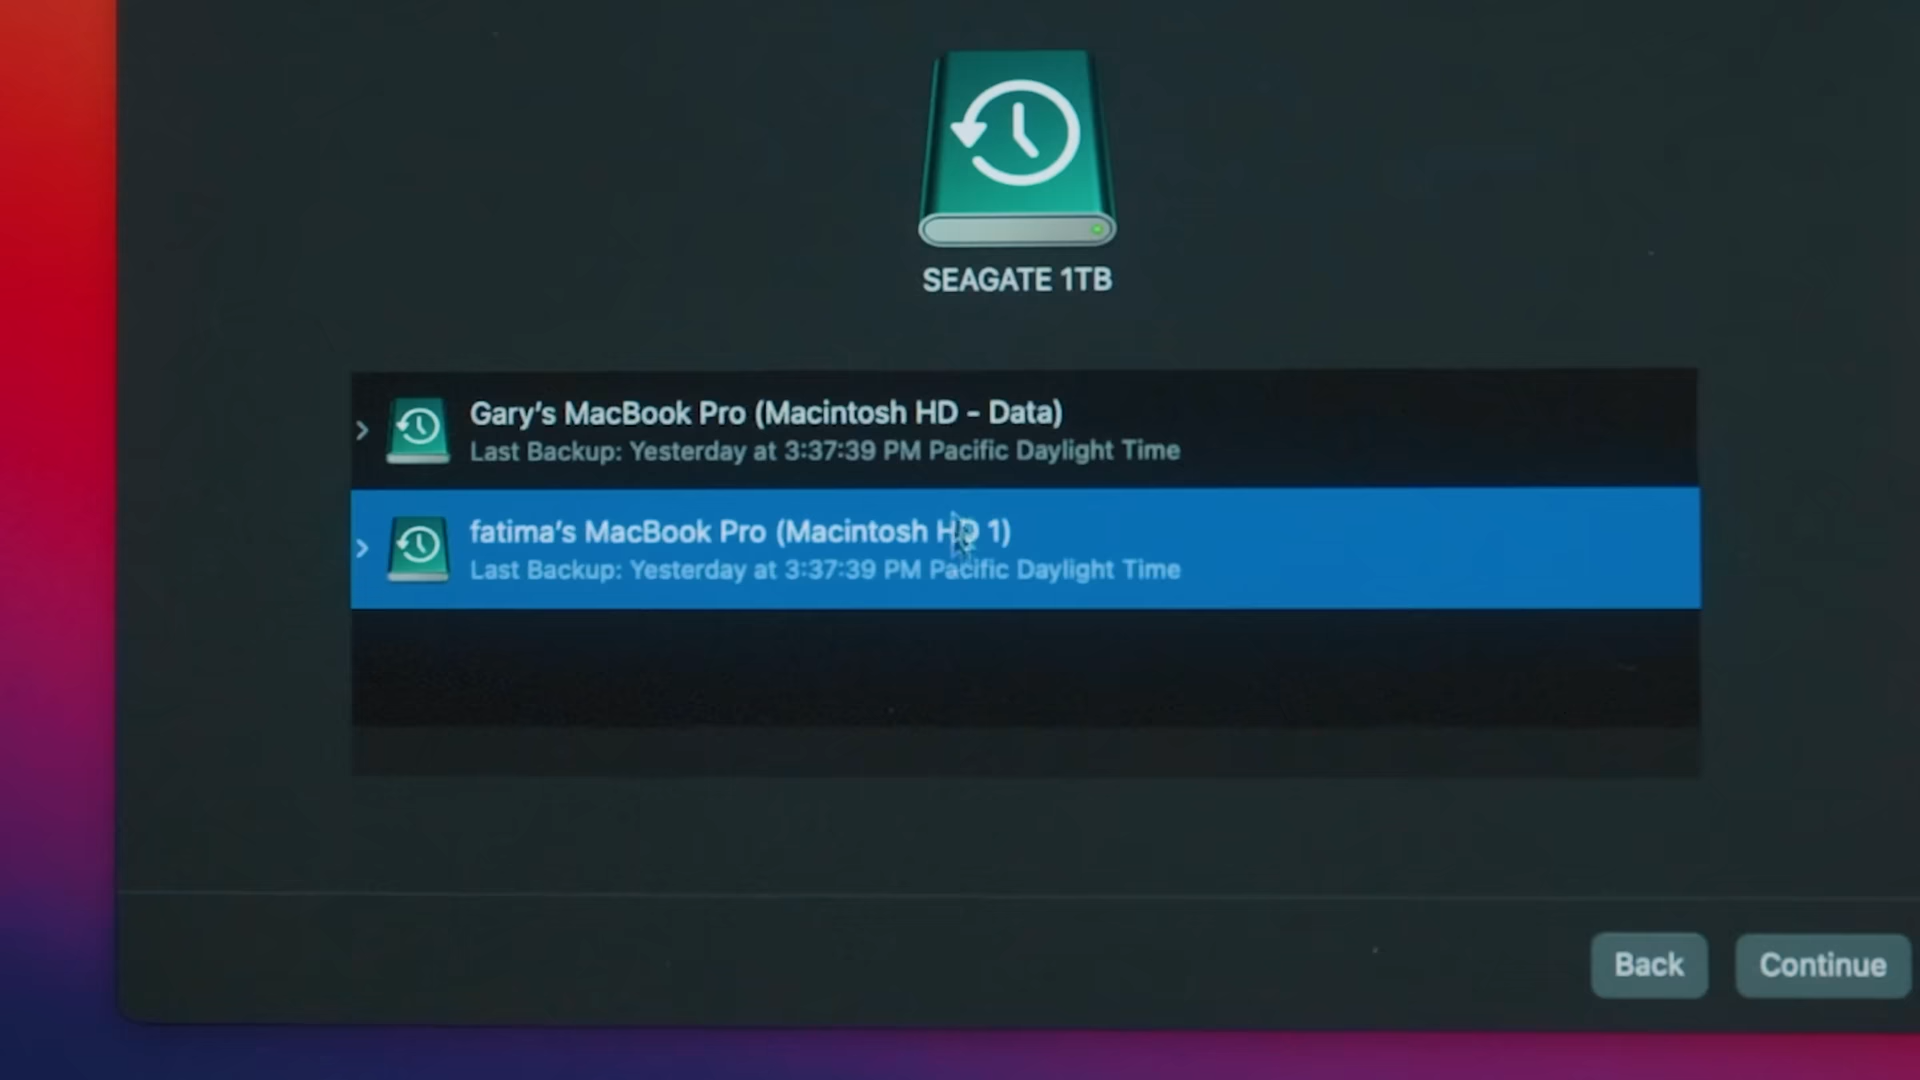 SEAGATE 1TB
Gary's MacBook Pro (Macintosh HD - Data)
Last Backup: Yesterday at 3:37:39 PM Pacific Daylight Time
fatima's MacBook Pro (Macintosh HD 1)
Last Backup: Yesterday at 3:37:39 PM Pacific Daylight Time
Back
Continue